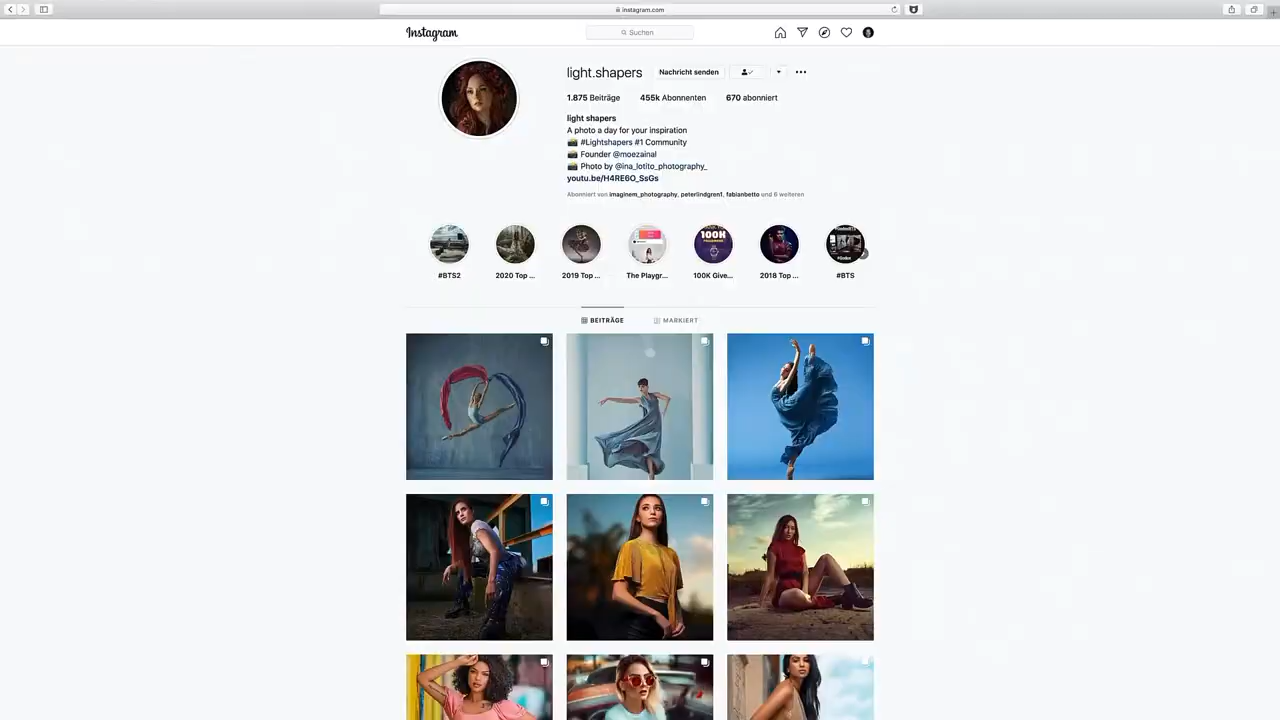 instagram.com
Instagram
Suchen
light.shapers
Nachricht senden
1.875 Beiträge 455k Abonnenten 670 abonniert
light shapers
A photo a day for your inspiration
#Lightshapers #1 Community
Founder @moezainal
Photo by @ina_lotito_photography_
youtu.be/H4RE6O_SsGs
Abonniert von imaginem_photography, peterlindgren1, fabianbetto und 6 weiteren
100K
#BTS2 2020 Top ... 2019 Top ... The Playgr... 100K Give... 2018 Top ... #BTS
BEITRÄGE MARKIERT